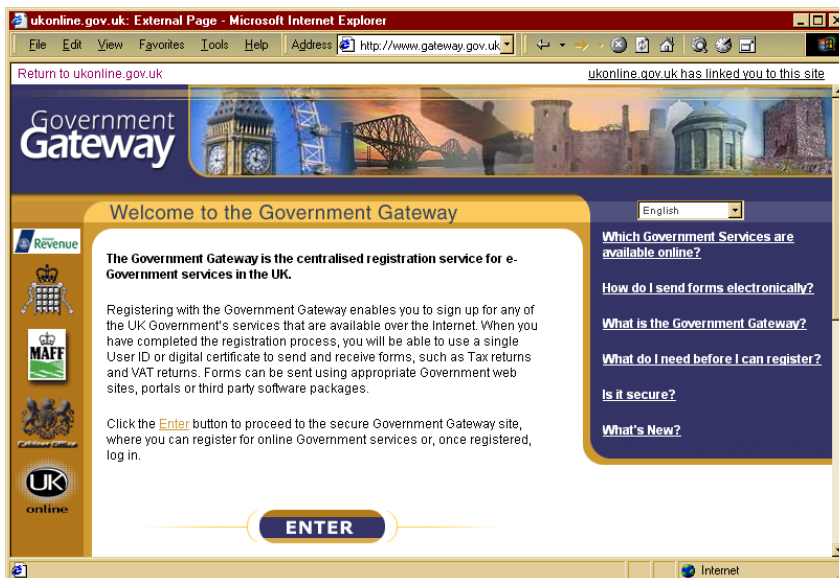 ukonline.gov.uk: External Page - Microsoft Internet Explorer
File Edit View Favorites Tools Help Address http://www.gateway.gov.uk
Return to ukonline.gov.uk
ukonline.gov.uk has linked you to this site
Government
Gateway
Welcome to the Government Gateway
English
Revenue
MAFF
Cabinet Office
UK
online
The Government Gateway is the centralised registration service for e-
Government services in the UK.
Registering with the Government Gateway enables you to sign up for any of
the UK Government's services that are available over the Internet. When you
have completed the registration process, you will be able to use a single
User ID or digital certificate to send and receive forms, such as Tax returns
and VAT returns. Forms can be sent using appropriate Government web
sites, portals or third party software packages.
Click the Enter button to proceed to the secure Government Gateway site,
where you can register for online Government services or, once registered,
log in.
ENTER
Which Government Services are
available online?
How do I send forms electronically?
What is the Government Gateway?
What do I need before I can register?
Is it secure?
What's New?
Internet